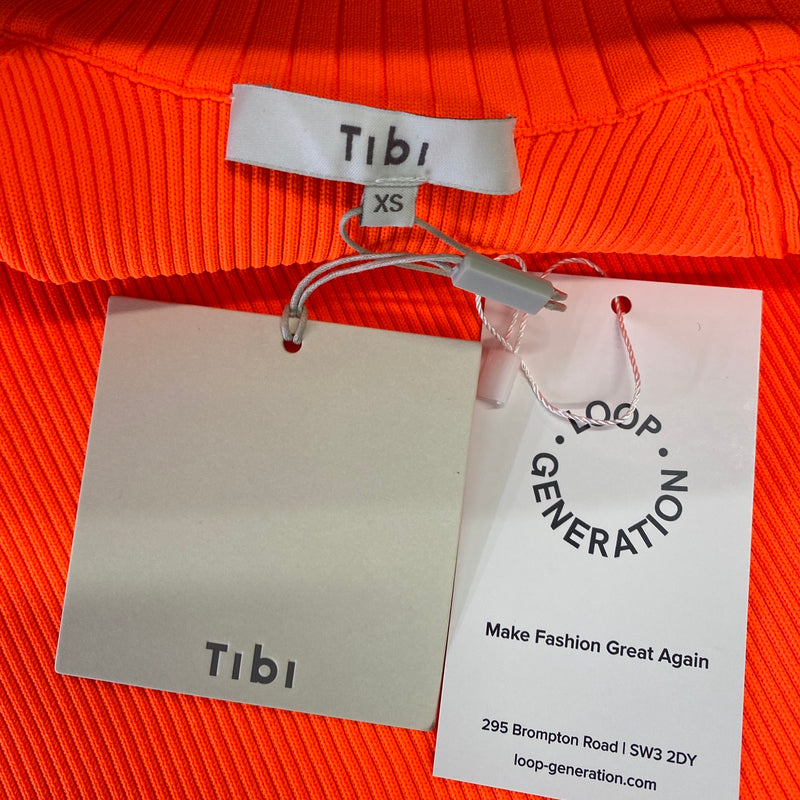 Tibi
XS
Tibi
LOOP
• GENERATION •
Make Fashion Great Again
295 Brompton Road | SW3 2DY
loop-generation.com